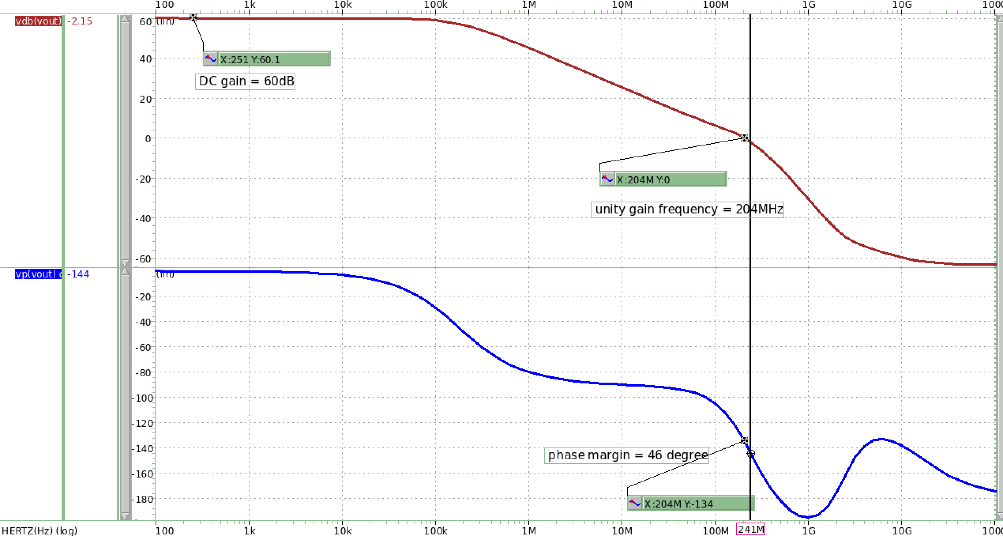 100 1k 10k 100k 1M 10M 100M 1G 10G 100G
vdb(vout) -2.15
60 (lin)
X:251 Y:60.1
40
DC gain = 60dB
20
0
X:204M Y:0
-20
unity gain frequency = 204MHz
-40
-60
vp(vout) -144
(lin)
-20
-40
-60
-80
-100
-120
-140
phase margin = 46 degree
-160
X:204M Y:-134
-180
HERTZ(Hz) (log) 100 1k 10k 100k 1M 10M 100M 241M 1G 10G